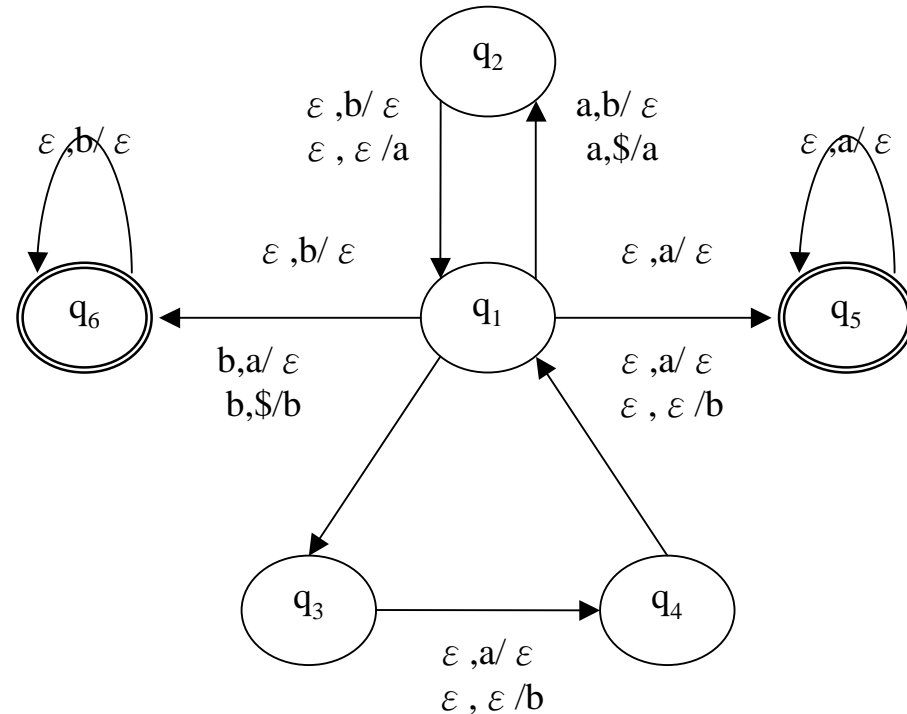 q2
ε ,b/ ε
ε , ε /a
a,b/ ε
a,$/a
ε ,b/ ε
ε ,a/ ε
ε ,b/ ε
ε ,a/ ε
q6
q1
q5
b,a/ ε
b,$/b
ε ,a/ ε
ε , ε /b
q3
q4
ε ,a/ ε
ε , ε /b